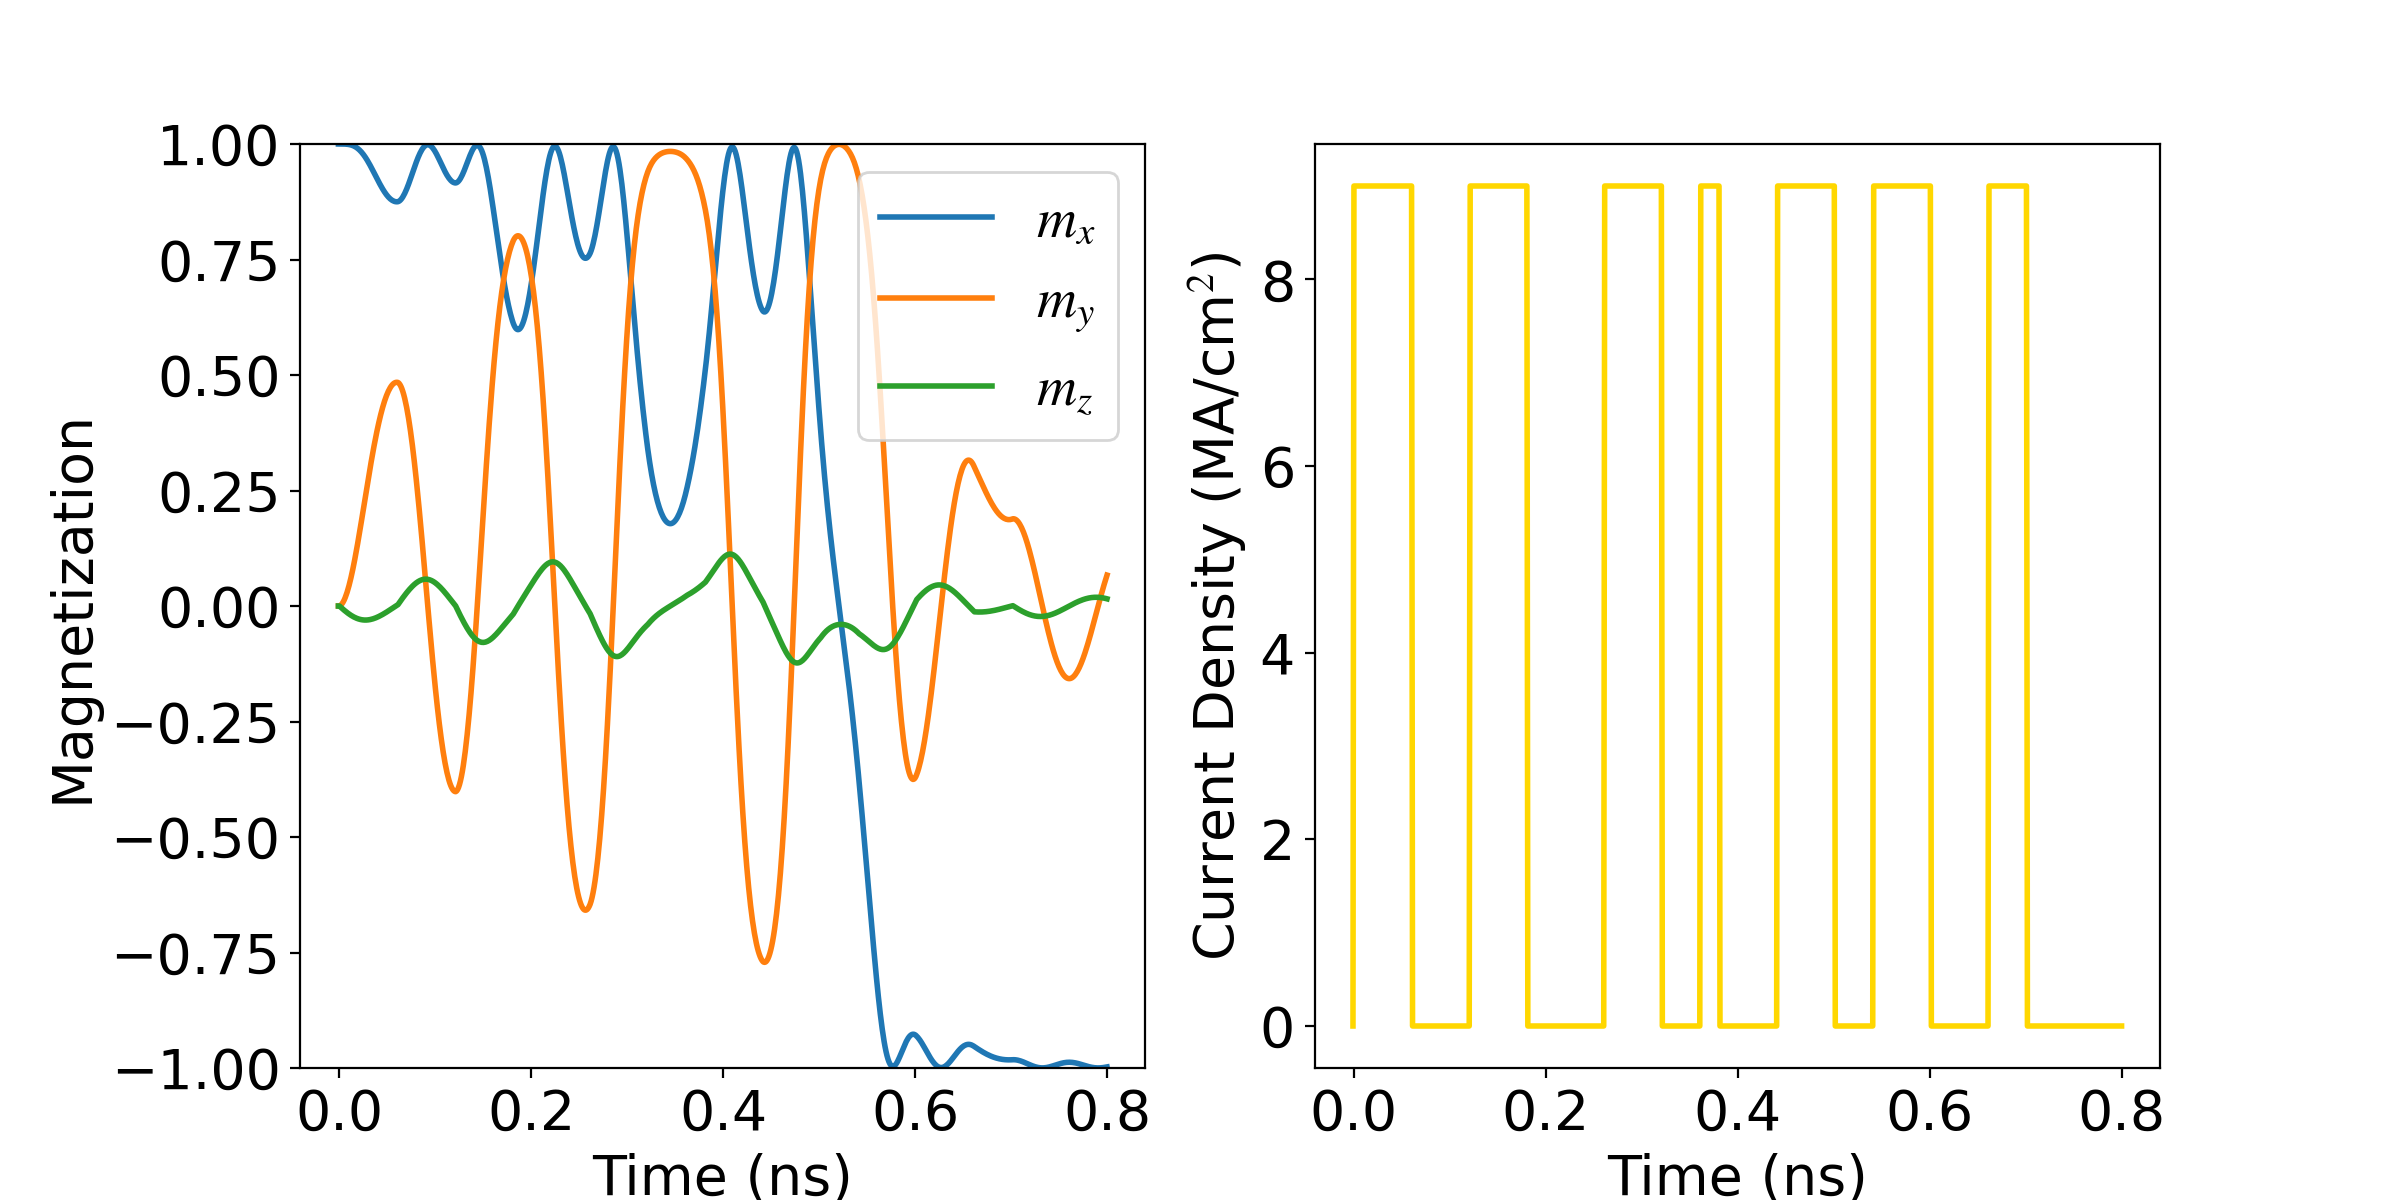 1.00
0.75
0.50
0.25
0.00
−0.25
−0.50
−0.75
−1.00
0.0 0.2 0.4 0.6 0.8
Time (ns)
Magnetization
mₓ
m_y
m_z
8
6
4
2
0
0.0 0.2 0.4 0.6 0.8
Time (ns)
Current Density (MA/cm²)